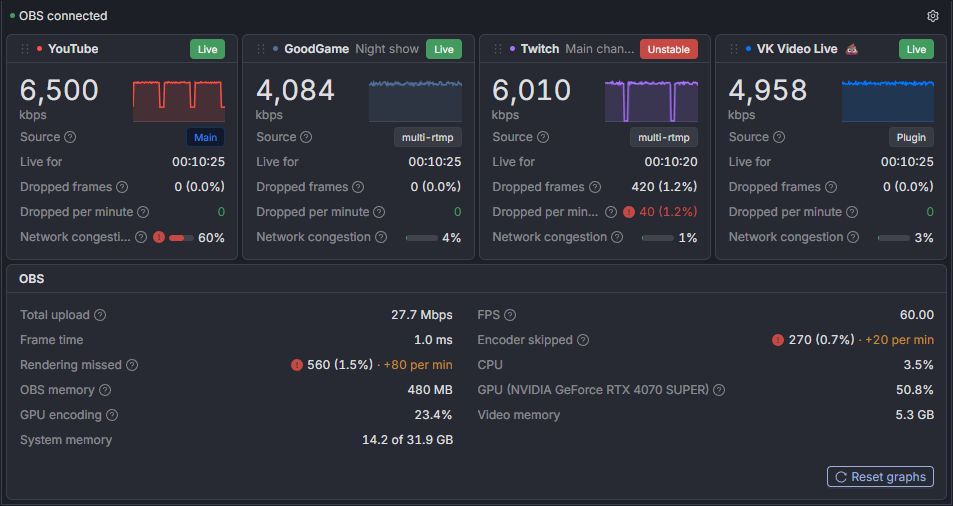 OBS connected
YouTube Live
6,500
kbps
Source Main
Live for 00:10:25
Dropped frames 0 (0.0%)
Dropped per minute 0
Network congesti... 60%
GoodGame Night show Live
4,084
kbps
Source multi-rtmp
Live for 00:10:25
Dropped frames 0 (0.0%)
Dropped per minute 0
Network congestion 4%
Twitch Main chan... Unstable
6,010
kbps
Source multi-rtmp
Live for 00:10:20
Dropped frames 420 (1.2%)
Dropped per min... 40 (1.2%)
Network congestion 1%
VK Video Live 💩 Live
4,958
kbps
Source Plugin
Live for 00:10:25
Dropped frames 0 (0.0%)
Dropped per minute 0
Network congestion 3%
OBS
Total upload 27.7 Mbps
Frame time 1.0 ms
Rendering missed 560 (1.5%) · +80 per min
OBS memory 480 MB
GPU encoding 23.4%
System memory 14.2 of 31.9 GB
FPS 60.00
Encoder skipped 270 (0.7%) · +20 per min
CPU 3.5%
GPU (NVIDIA GeForce RTX 4070 SUPER) 50.8%
Video memory 5.3 GB
Reset graphs